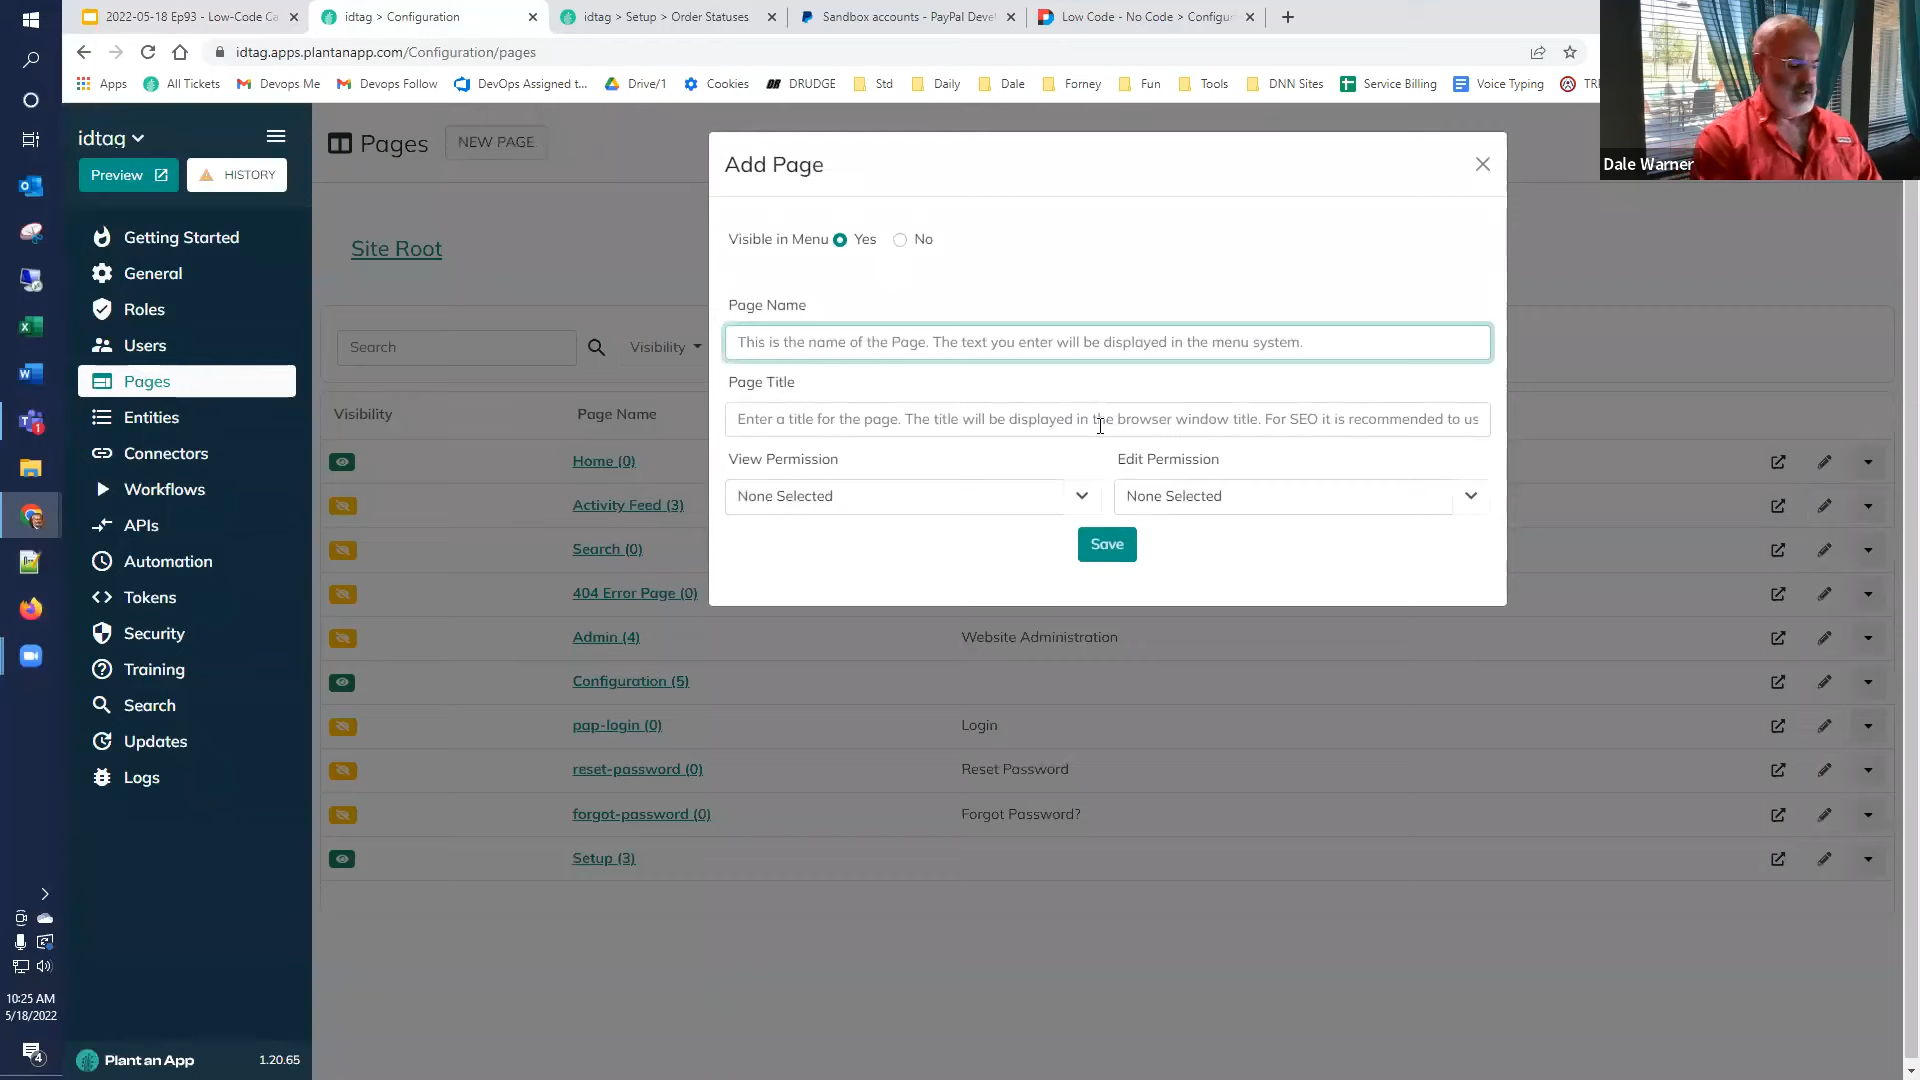 2022-05-18 Ep93 - Low-Code Ca
idtag > Configuration
idtag > Setup > Order Statuses
Sandbox accounts - PayPal Deve
Low Code - No Code > Configur
idtag.apps.plantanapp.com/Configuration/pages
Apps
All Tickets
Devops Me
Devops Follow
DevOps Assigned t...
Drive/1
Cookies
DRUDGE
Std
Daily
Dale
Forney
Fun
Tools
DNN Sites
Service Billing
Voice Typing
Dale Warner
idtag
Preview
HISTORY
Getting Started
General
Roles
Users
Pages
Entities
Connectors
Workflows
APIs
Automation
Tokens
Security
Training
Search
Updates
Logs
Plant an App
1.20.65
Pages
NEW PAGE
Site Root
Search
Visibility
Visibility
Page Name
Home (0)
Activity Feed (3)
Search (0)
404 Error Page (0)
Admin (4)
Website Administration
Configuration (5)
pap-login (0)
Login
reset-password (0)
Reset Password
forgot-password (0)
Forgot Password?
Setup (3)
Add Page
Visible in Menu
Yes
No
Page Name
This is the name of the Page. The text you enter will be displayed in the menu system.
Page Title
Enter a title for the page. The title will be displayed in the browser window title. For SEO it is recommended to us
View Permission
Edit Permission
None Selected
None Selected
Save
10:25 AM
5/18/2022
4